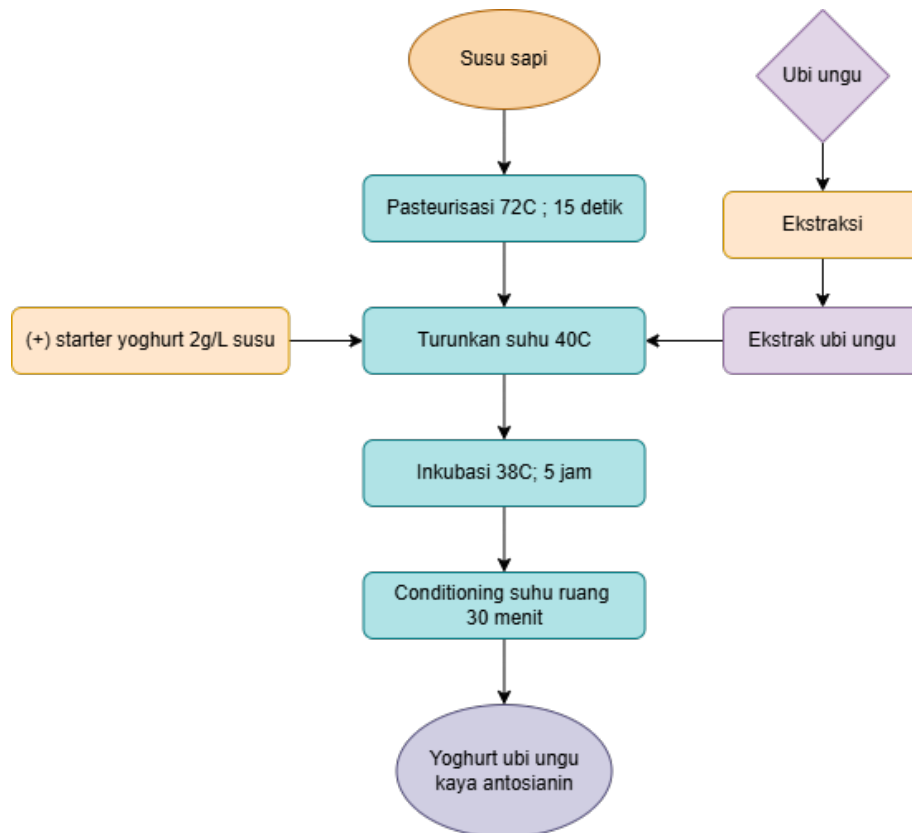 Susu sapi
Ubi ungu
Pasteurisasi 72C ; 15 detik
Ekstraksi
(+) starter yoghurt 2g/L susu
Turunkan suhu 40C
Ekstrak ubi ungu
Inkubasi 38C; 5 jam
Conditioning suhu ruang
30 menit
Yoghurt ubi ungu
kaya antosianin